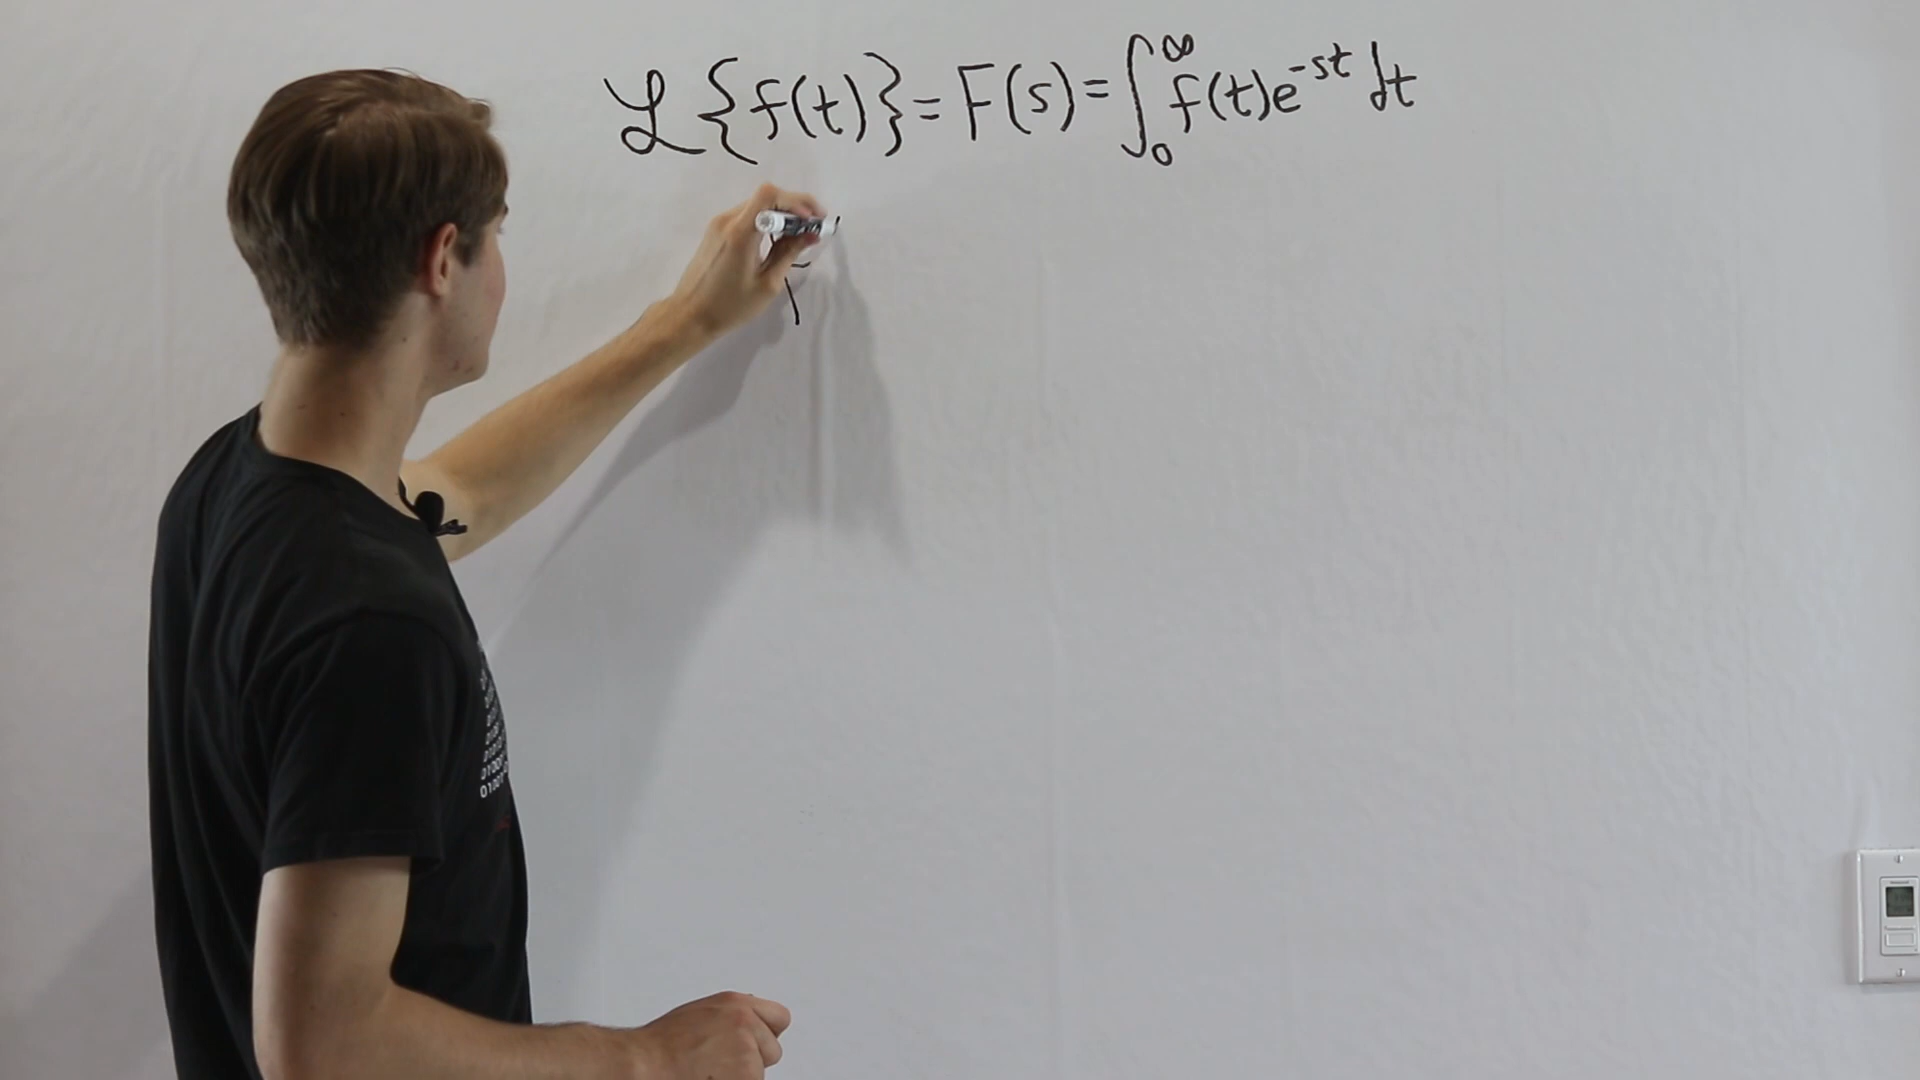 ℒ{f(t)} = F(s) = ∫₀^∞ f(t)e^{-st} dt